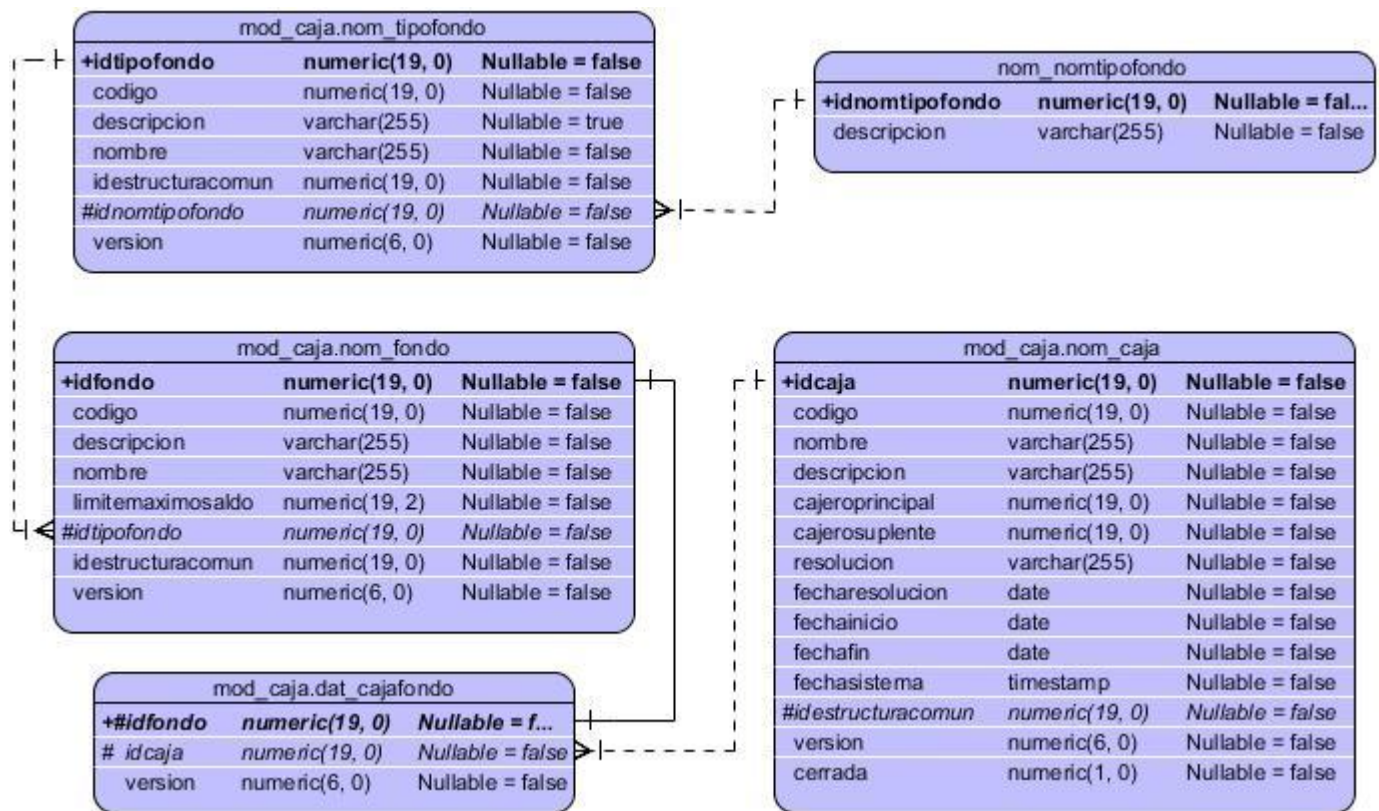 mod_caja.nom_tipofondo
+idtipofondo numeric(19, 0) Nullable = false
codigo numeric(19, 0) Nullable = false
descripcion varchar(255) Nullable = true
nombre varchar(255) Nullable = false
idestructuracomun numeric(19, 0) Nullable = false
#idnomtipofondo numeric(19, 0) Nullable = false
version numeric(6, 0) Nullable = false
nom_nomtipofondo
+idnomtipofondo numeric(19, 0) Nullable = fal...
descripcion varchar(255) Nullable = false
mod_caja.nom_fondo
+idfondo numeric(19, 0) Nullable = false
codigo numeric(19, 0) Nullable = false
descripcion varchar(255) Nullable = false
nombre varchar(255) Nullable = false
limitemaximosaldo numeric(19, 2) Nullable = false
#idtipofondo numeric(19, 0) Nullable = false
idestructuracomun numeric(19, 0) Nullable = false
version numeric(6, 0) Nullable = false
mod_caja.nom_caja
+idcaja numeric(19, 0) Nullable = false
codigo numeric(19, 0) Nullable = false
nombre varchar(255) Nullable = false
descripcion varchar(255) Nullable = false
cajeroprincipal numeric(19, 0) Nullable = false
cajerosuplente numeric(19, 0) Nullable = false
resolucion varchar(255) Nullable = false
fecharesolucion date Nullable = false
fechainicio date Nullable = false
fechafin date Nullable = false
fechasistema timestamp Nullable = false
#idestructuracomun numeric(19, 0) Nullable = false
version numeric(6, 0) Nullable = false
cerrada numeric(1, 0) Nullable = false
mod_caja.dat_cajafondo
+#idfondo numeric(19, 0) Nullable = f...
# idcaja numeric(19, 0) Nullable = false
version numeric(6, 0) Nullable = false